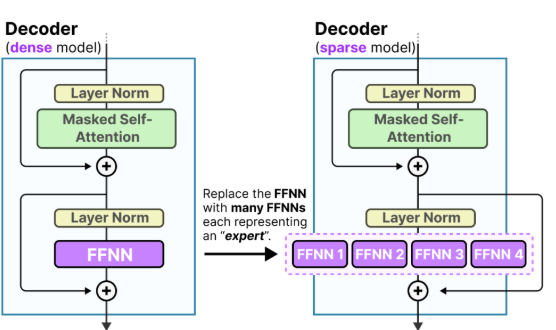 Decoder
(dense model)
Layer Norm
Masked Self-
Attention
Layer Norm
FFNN
Replace the FFNN
with many FFNNs
each representing
an “expert”.
Decoder
(sparse model)
Layer Norm
Masked Self-
Attention
Layer Norm
FFNN 1
FFNN 2
FFNN 3
FFNN 4